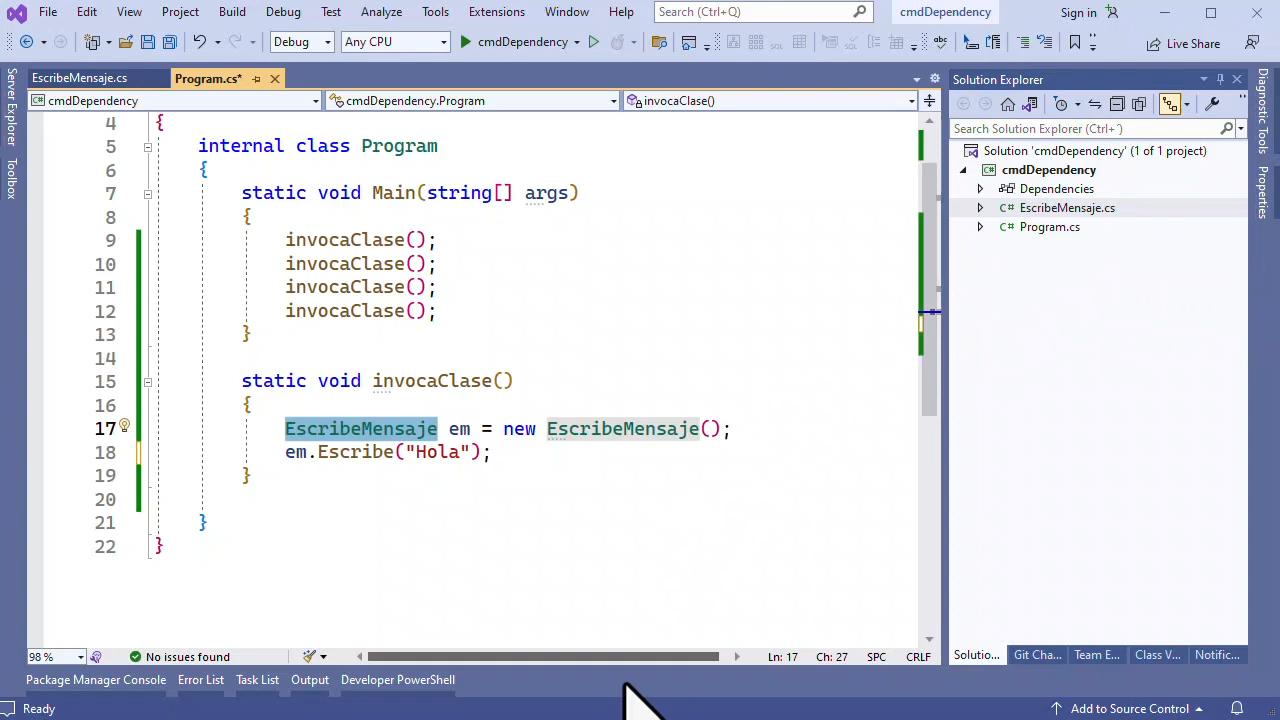 File Edit View Project Build Debug Test Analyze Tools Extensions Window Help Search (Ctrl+Q) cmdDependency Sign in
Debug Any CPU cmdDependency Live Share
EscribeMensaje.cs Program.cs*
cmdDependency cmdDependency.Program invocaClase()
4 {
5 internal class Program
6 {
7 static void Main(string[] args)
8 {
9 invocaClase();
10 invocaClase();
11 invocaClase();
12 invocaClase();
13 }
14
15 static void invocaClase()
16 {
17 EscribeMensaje em = new EscribeMensaje();
18 em.Escribe("Hola");
19 }
20
21 }
22 }
98 % No issues found Ln: 17 Ch: 27 SPC CRLF
Server Explorer
Toolbox
Solution Explorer
Search Solution Explorer (Ctrl+´)
Solution 'cmdDependency' (1 of 1 project)
cmdDependency
Dependencies
C# EscribeMensaje.cs
C# Program.cs
Solutio... Git Cha... Team E... Class V... Notific...
Diagnostic Tools
Properties
Package Manager Console Error List Task List Output Developer PowerShell
Ready Add to Source Control